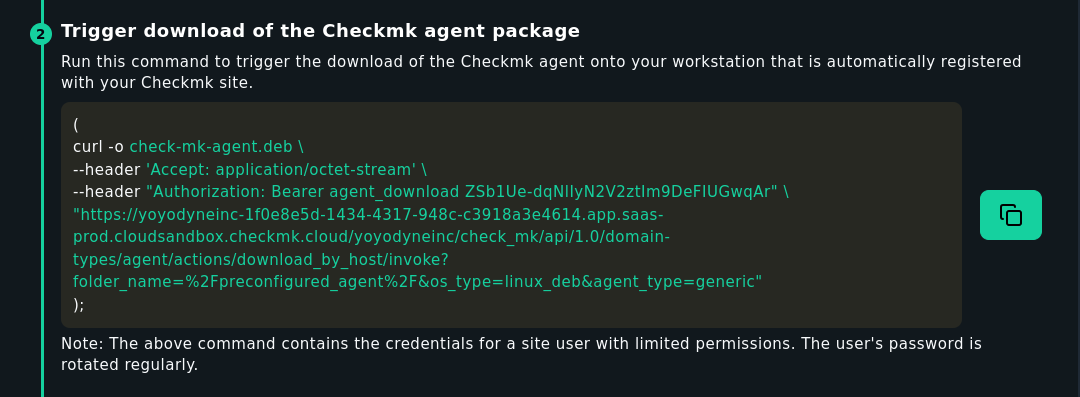 2
Trigger download of the Checkmk agent package
Run this command to trigger the download of the Checkmk agent onto your workstation that is automatically registered
with your Checkmk site.
(
curl -o check-mk-agent.deb \
--header 'Accept: application/octet-stream' \
--header "Authorization: Bearer agent_download ZSb1Ue-dqNIlyN2V2ztIm9DeFIUGwqAr" \
"https://yoyodyneinc-1f0e8e5d-1434-4317-948c-c3918a3e4614.app.saas-
prod.cloudsandbox.checkmk.cloud/yoyodyneinc/check_mk/api/1.0/domain-
types/agent/actions/download_by_host/invoke?
folder_name=%2Fpreconfigured_agent%2F&os_type=linux_deb&agent_type=generic"
);
Note: The above command contains the credentials for a site user with limited permissions. The user's password is
rotated regularly.